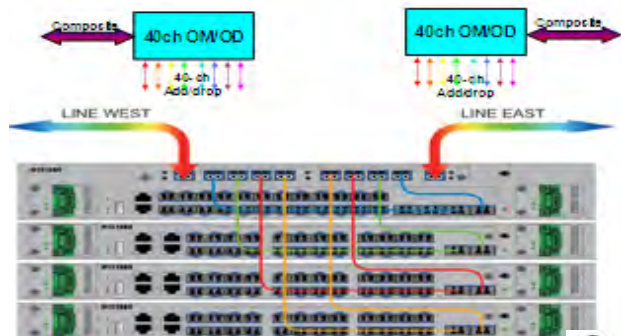 Composite
40ch OM/OD
40- ch
Add/drop
40ch OM/OD
Composite
40- ch
Add/drop
LINE WEST
LINE EAST